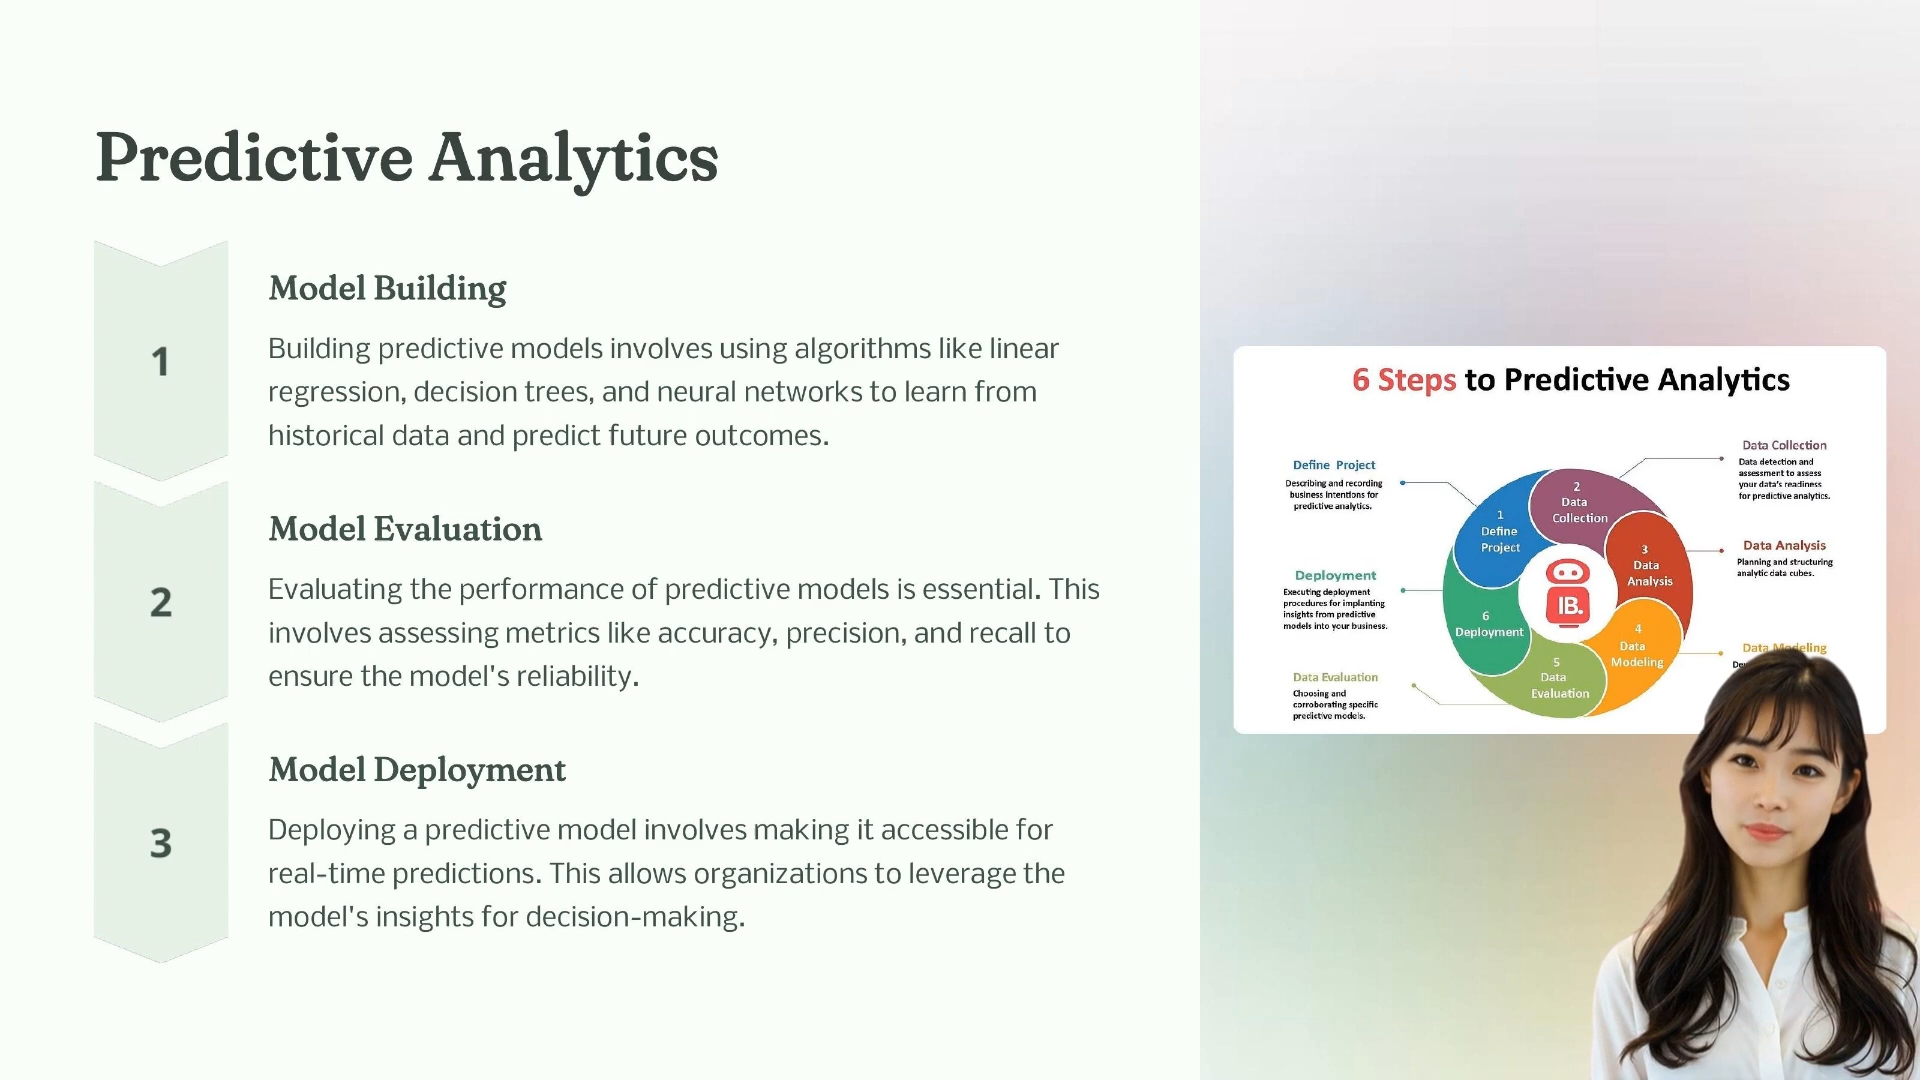 Predictive Analytics
1
Model Building
Building predictive models involves using algorithms like linear
regression, decision trees, and neural networks to learn from
historical data and predict future outcomes.
2
Model Evaluation
Evaluating the performance of predictive models is essential. This
involves assessing metrics like accuracy, precision, and recall to
ensure the model's reliability.
3
Model Deployment
Deploying a predictive model involves making it accessible for
real-time predictions. This allows organizations to leverage the
model's insights for decision-making.
6 Steps to Predictive Analytics
Define Project
Describing and recording
business intentions for
predictive analytics.
Deployment
Executing deployment
procedures for implanting
insights from predictive
models into your business.
Data Evaluation
Choosing and
corroborating specific
predictive models.
1
Define
Project
2
Data
Collection
3
Data
Analysis
4
Data
Modeling
5
Data
Evaluation
6
Deployment
IB.
Data Collection
Data detection and
assessment to assess
your data's readiness
for predictive analytics.
Data Analysis
Planning and structuring
analytic data cubes.
Data Modeling